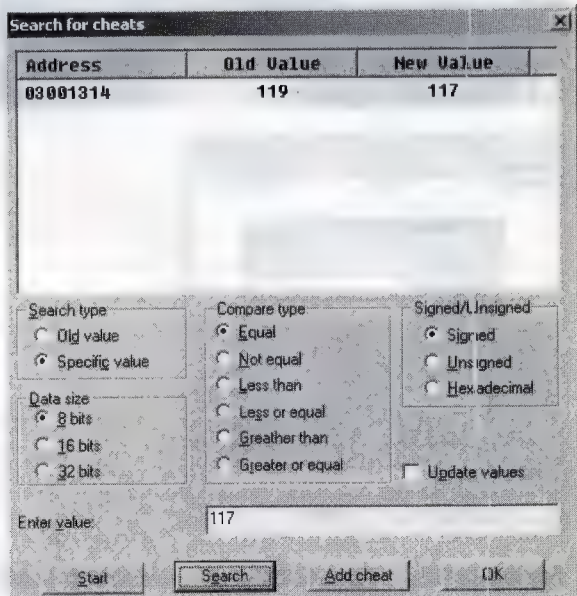 Search for cheats
Address Old Value New Value
03001314 119 117
Search type
Old value
Specific value
Data size
8 bits
16 bits
32 bits
Compare type
Equal
Not equal
Less than
Less or equal
Greather than
Greater or equal
Signed/Unsigned
Signed
Unsigned
Hexadecimal
Update values
Enter value: 117
Start Search Add cheat OK